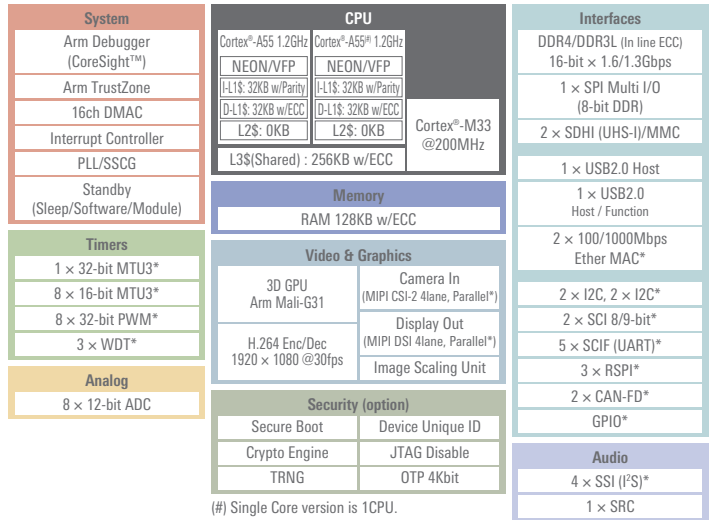 System
Arm Debugger
(CoreSight™)
Arm TrustZone
16ch DMAC
Interrupt Controller
PLL/SSCG
Standby
(Sleep/Software/Module)
Timers
1 × 32-bit MTU3*
8 × 16-bit MTU3*
8 × 32-bit PWM*
3 × WDT*
Analog
8 × 12-bit ADC
CPU
Cortex®-A55 1.2GHz
NEON/VFP
I-L1$: 32KB w/Parity
D-L1$: 32KB w/ECC
L2$: 0KB
Cortex®-A55(#) 1.2GHz
NEON/VFP
I-L1$: 32KB w/Parity
D-L1$: 32KB w/ECC
L2$: 0KB
L3$(Shared) : 256KB w/ECC
Cortex®-M33
@200MHz
Memory
RAM 128KB w/ECC
Video & Graphics
3D GPU
Arm Mali-G31
H.264 Enc/Dec
1920 × 1080 @30fps
Camera In
(MIPI CSI-2 4lane, Parallel*)
Display Out
(MIPI DSI 4lane, Parallel*)
Image Scaling Unit
Security (option)
Secure Boot
Device Unique ID
Crypto Engine
JTAG Disable
TRNG
OTP 4Kbit
(#) Single Core version is 1CPU.
Interfaces
DDR4/DDR3L (In line ECC)
16-bit × 1.6/1.3Gbps
1 × SPI Multi I/O
(8-bit DDR)
2 × SDHI (UHS-I)/MMC
1 × USB2.0 Host
1 × USB2.0
Host / Function
2 × 100/1000Mbps
Ether MAC*
2 × I2C, 2 × I2C*
2 × SCI 8/9-bit*
5 × SCIF (UART)*
3 × RSPI*
2 × CAN-FD*
GPIO*
Audio
4 × SSI (I²S)*
1 × SRC